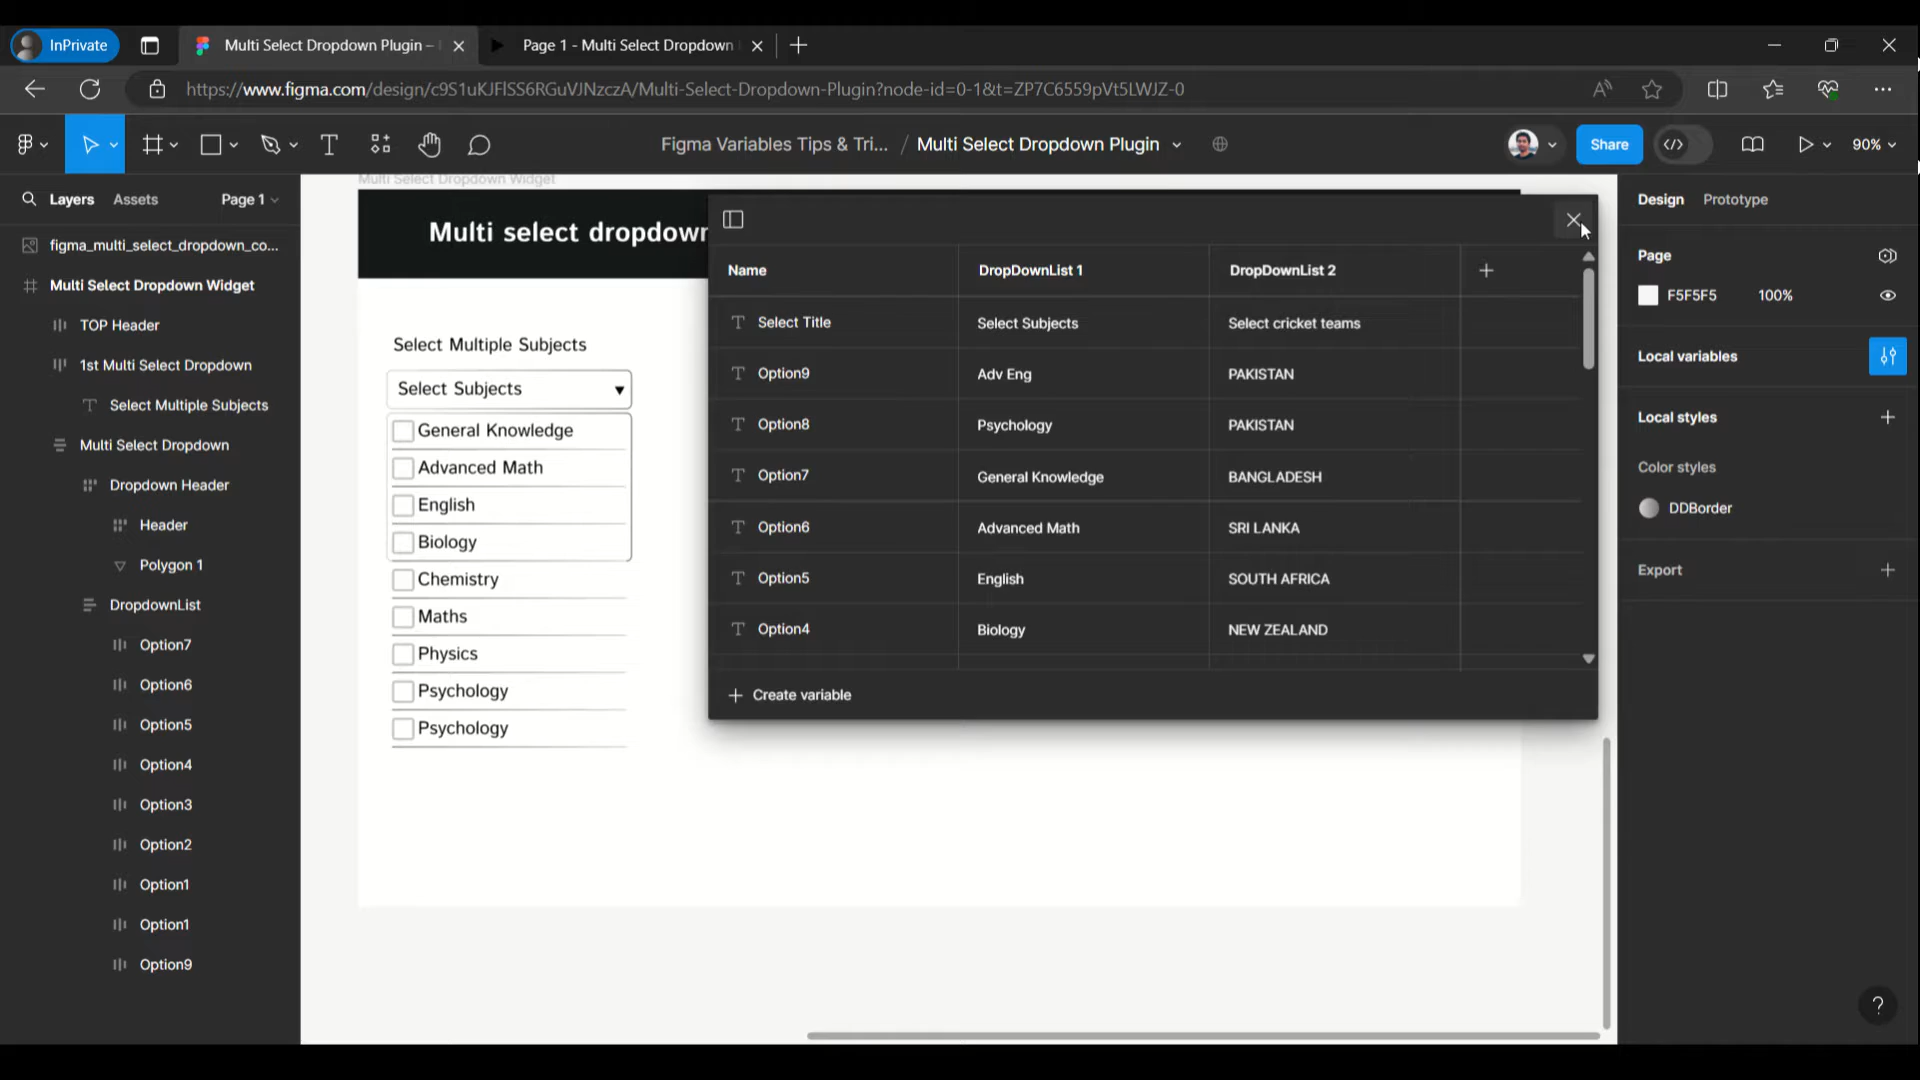 InPrivate
Multi Select Dropdown Plugin –
Page 1 - Multi Select Dropdown
https://www.figma.com/design/c9S1uKJFlSS6RGuVJNzczA/Multi-Select-Dropdown-Plugin?node-id=0-1&t=ZP7C6559pVt5LWJZ-0
Figma Variables Tips & Tri... / Multi Select Dropdown Plugin
Share
90%
Layers
Assets
Page 1
figma_multi_select_dropdown_co...
Multi Select Dropdown Widget
TOP Header
1st Multi Select Dropdown
Select Multiple Subjects
Multi Select Dropdown
Dropdown Header
Header
Polygon 1
DropdownList
Option7
Option6
Option5
Option4
Option3
Option2
Option1
Option1
Option9
Multi Select Dropdown Widget
Multi select dropdown
Select Multiple Subjects
Select Subjects
General Knowledge
Advanced Math
English
Biology
Chemistry
Maths
Physics
Psychology
Psychology
Name DropDownList 1 DropDownList 2
Select Title Select Subjects Select cricket teams
Option9 Adv Eng PAKISTAN
Option8 Psychology PAKISTAN
Option7 General Knowledge BANGLADESH
Option6 Advanced Math SRI LANKA
Option5 English SOUTH AFRICA
Option4 Biology NEW ZEALAND
Create variable
Design
Prototype
Page
F5F5F5 100%
Local variables
Local styles
Color styles
DDBorder
Export
?